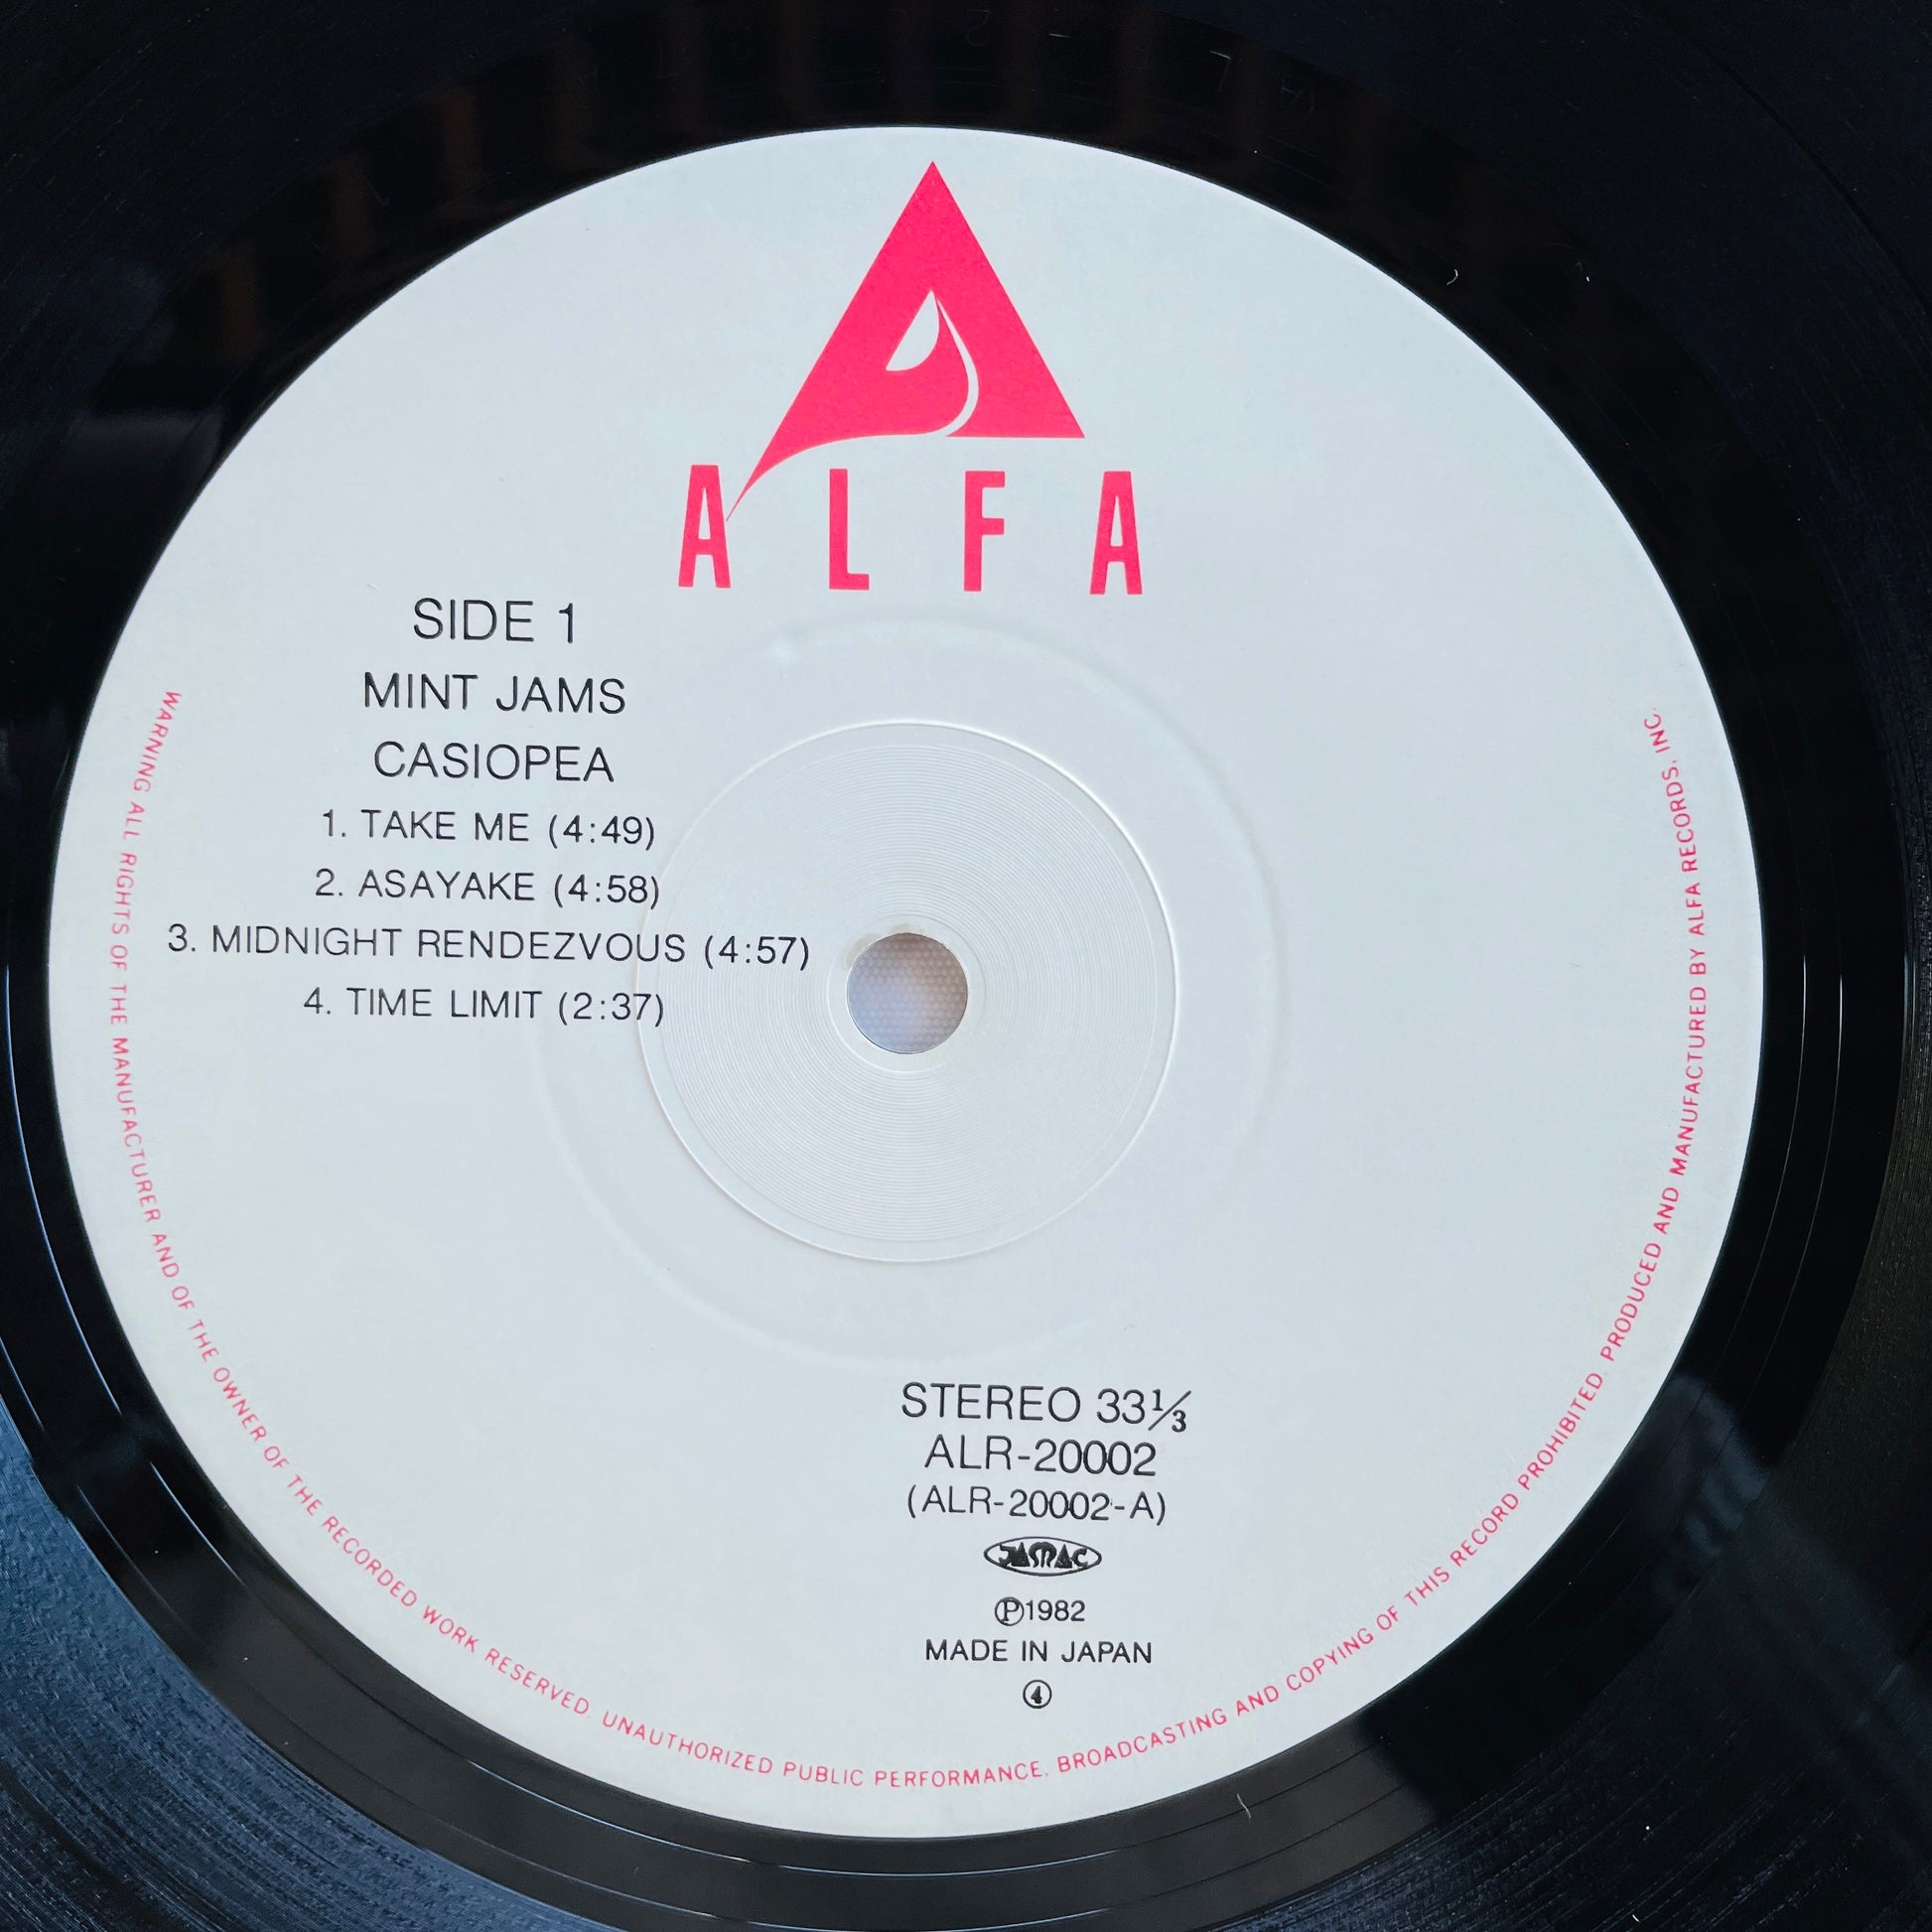 ALFA
SIDE 1
MINT JAMS
CASIOPEA
1. TAKE ME (4:49)
2. ASAYAKE (4:58)
3. MIDNIGHT RENDEZVOUS (4:57)
4. TIME LIMIT (2:37)
STEREO 33⅓
ALR-20002
(ALR-20002-A)
JASRAC
Ⓟ1982
MADE IN JAPAN
④
WARNING ALL RIGHTS OF THE MANUFACTURER AND OF THE OWNER OF THE RECORDED WORK RESERVED. UNAUTHORIZED PUBLIC PERFORMANCE. BROADCASTING AND COPYING OF THIS RECORD PROHIBITED. PRODUCED AND MANUFACTURED BY ALFA RECORDS, INC.